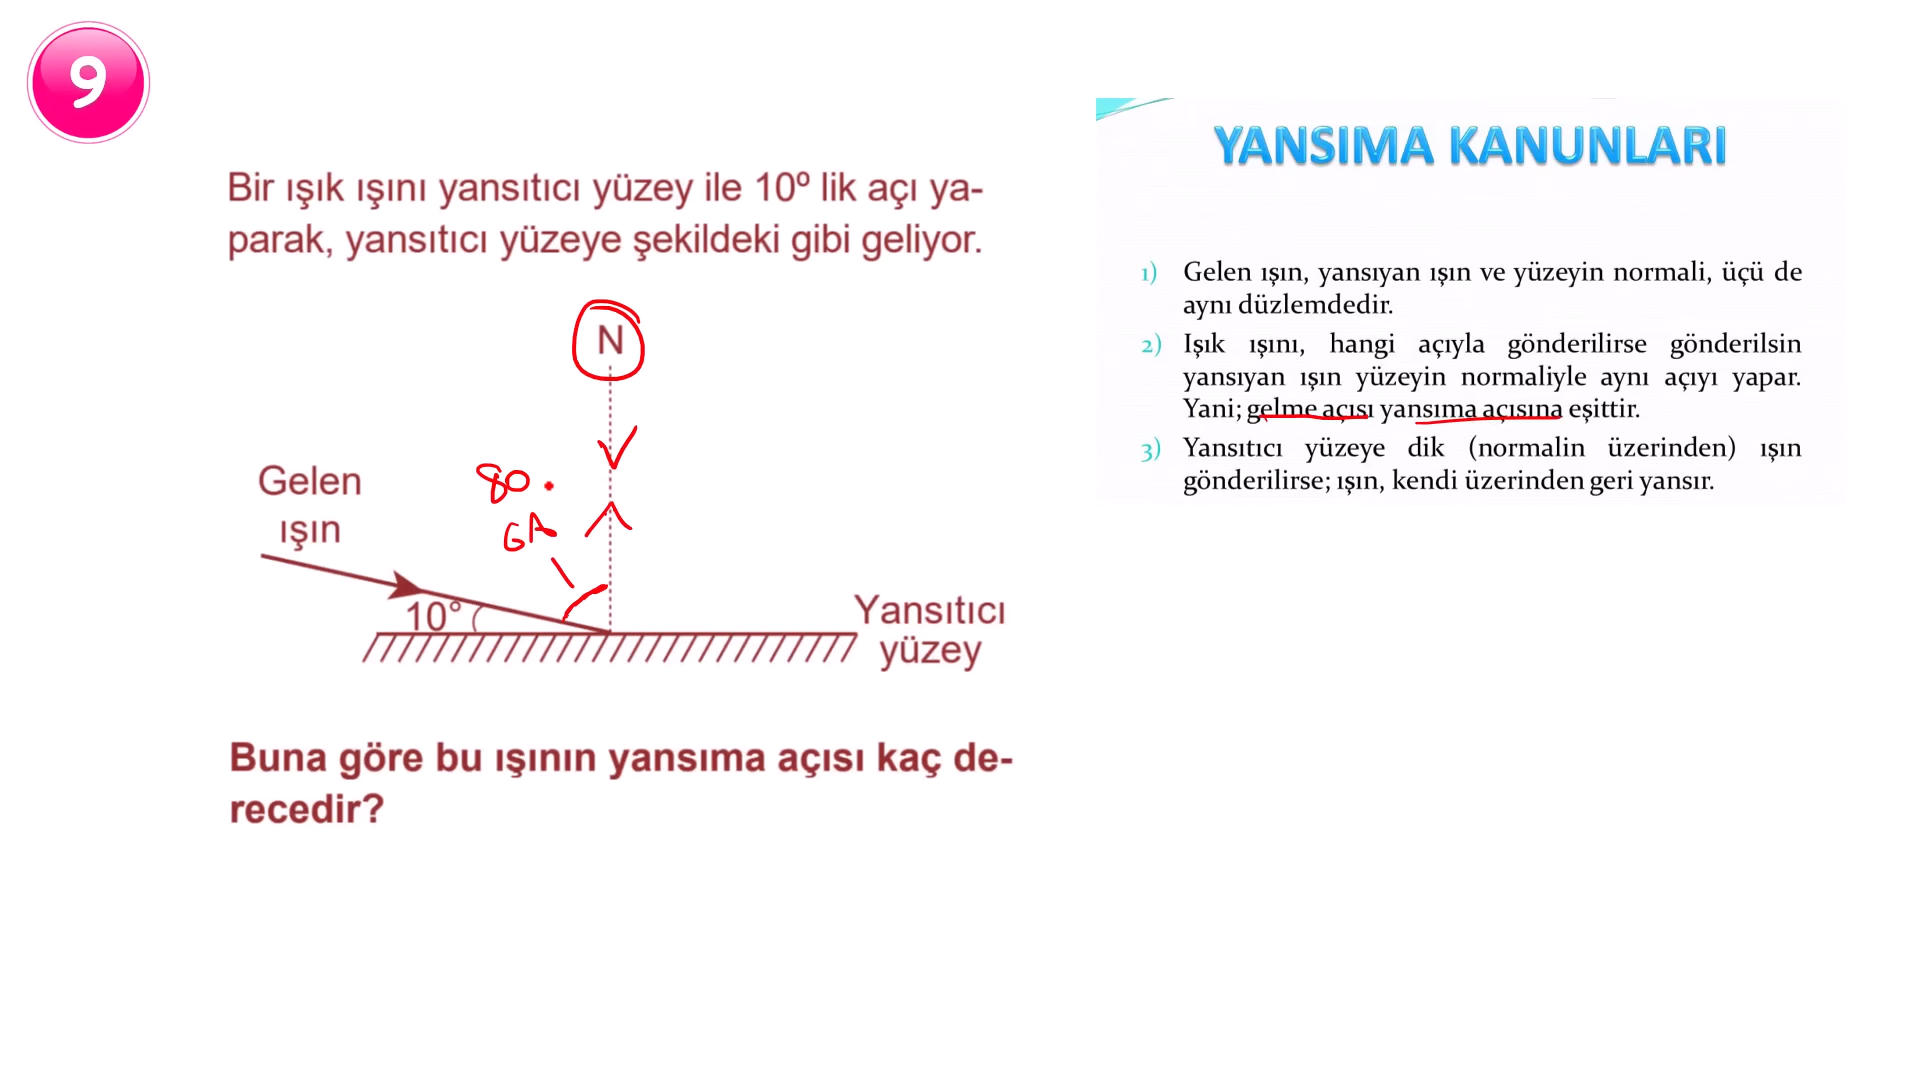 9
Bir ışık ışını yansıtıcı yüzey ile 10º lik açı ya-
parak, yansıtıcı yüzeye şekildeki gibi geliyor.
N
80
GA
Gelen
ışın
10°
Yansıtıcı
yüzey
Buna göre bu ışının yansıma açısı kaç de-
recedir?
YANSIMA KANUNLARI
1) Gelen ışın, yansıyan ışın ve yüzeyin normali, üçü de
aynı düzlemdedir.
2) Işık ışını, hangi açıyla gönderilirse gönderilsin
yansıyan ışın yüzeyin normaliyle aynı açıyı yapar.
Yani; gelme açısı yansıma açısına eşittir.
3) Yansıtıcı yüzeye dik (normalin üzerinden) ışın
gönderilirse; ışın, kendi üzerinden geri yansır.